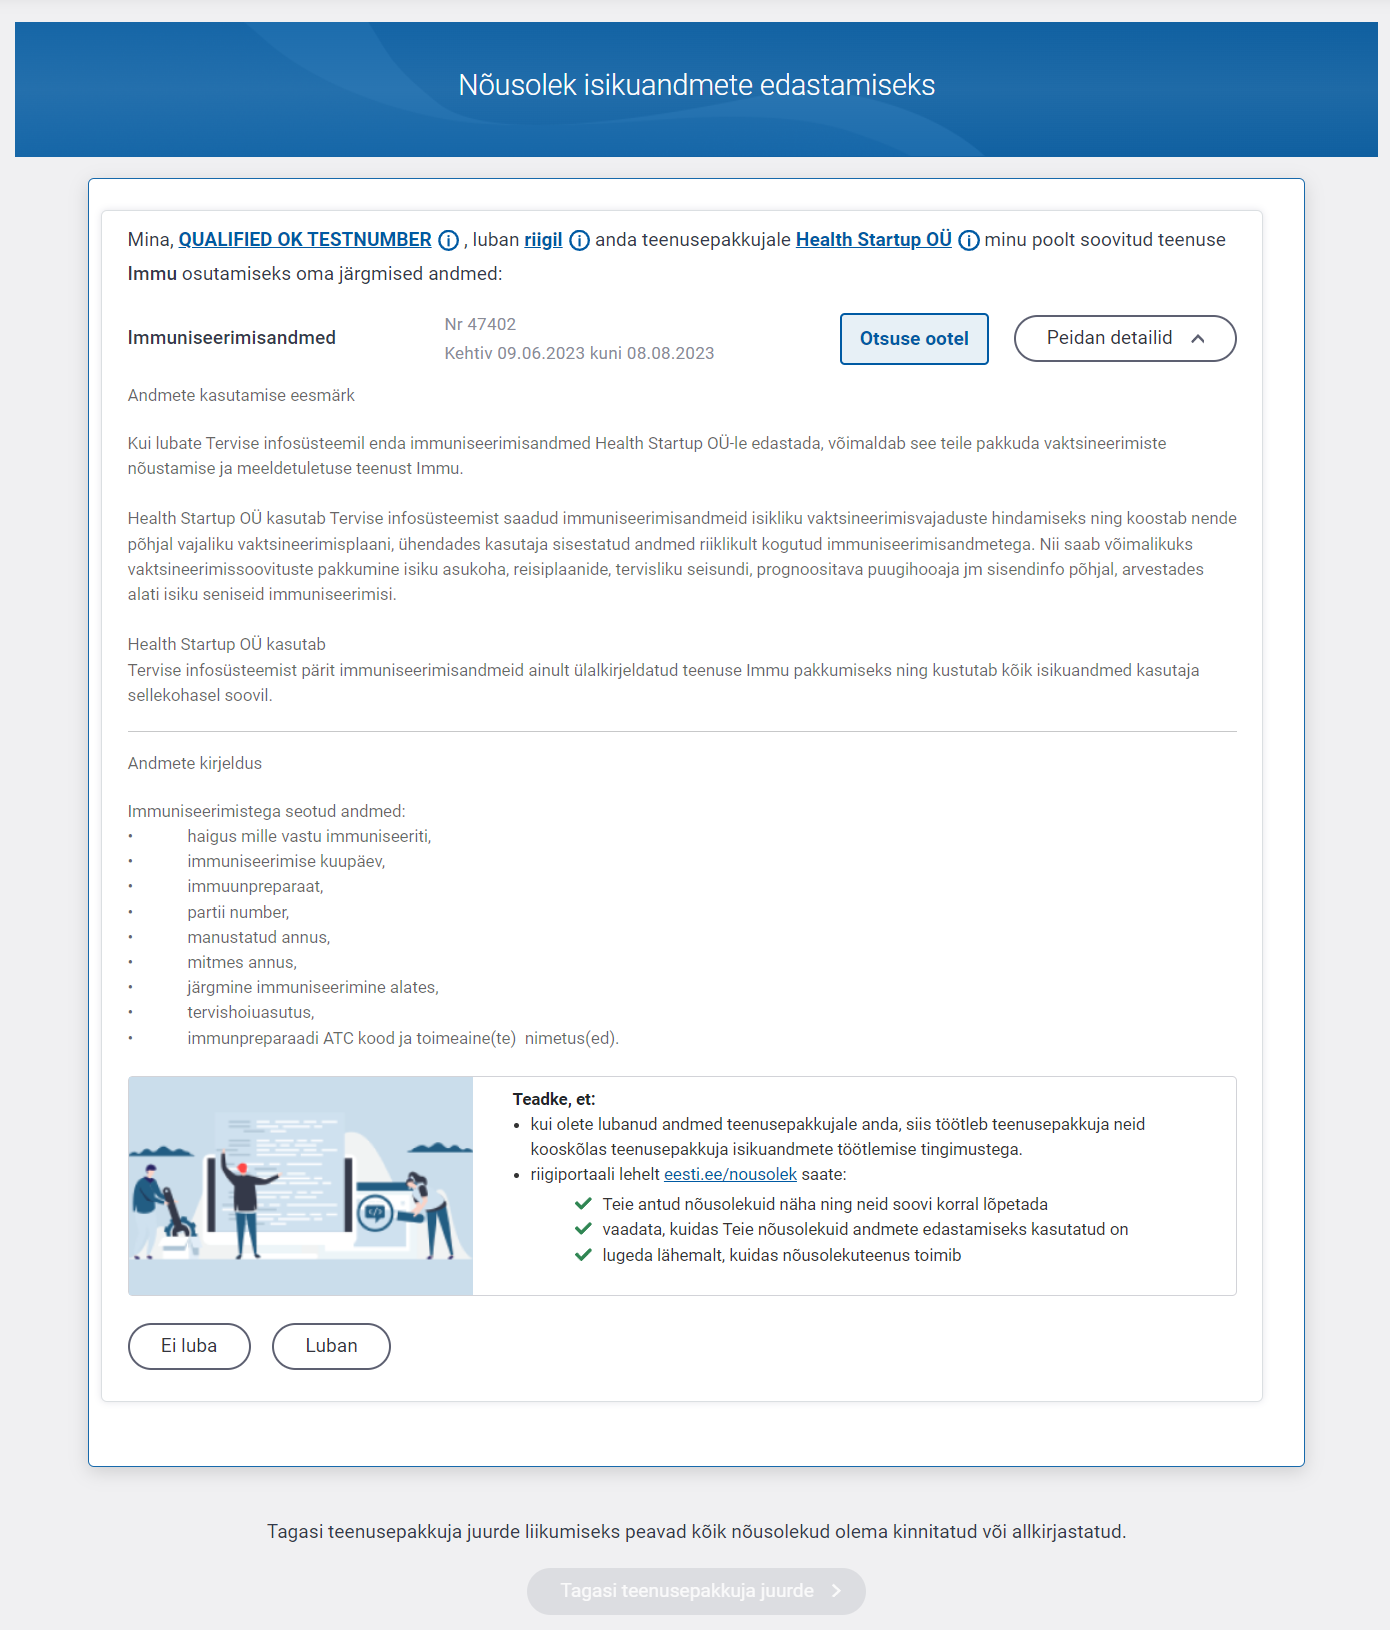 Nõusolek isikuandmete edastamiseks
Mina, QUALIFIED OK TESTNUMBER , luban riigil anda teenusepakkujale Health Startup OÜ minu poolt soovitud teenuse
Immu osutamiseks oma järgmised andmed:
Immuniseerimisandmed
Nr 47402
Kehtiv 09.06.2023 kuni 08.08.2023
Otsuse ootel
Peidan detailid
Andmete kasutamise eesmärk
Kui lubate Tervise infosüsteemil enda immuniseerimisandmed Health Startup OÜ-le edastada, võimaldab see teile pakkuda vaktsineerimiste
nõustamise ja meeldetuletuse teenust Immu.
Health Startup OÜ kasutab Tervise infosüsteemist saadud immuniseerimisandmeid isikliku vaktsineerimisvajaduste hindamiseks ning koostab nende
põhjal vajaliku vaktsineerimisplaani, ühendades kasutaja sisestatud andmed riiklikult kogutud immuniseerimisandmetega. Nii saab võimalikuks
vaktsineerimissoovituste pakkumine isiku asukoha, reisiplaanide, tervisliku seisundi, prognoositava puugihooaja jm sisendinfo põhjal, arvestades
alati isiku seniseid immuniseerimisi.
Health Startup OÜ kasutab
Tervise infosüsteemist pärit immuniseerimisandmeid ainult ülalkirjeldatud teenuse Immu pakkumiseks ning kustutab kõik isikuandmed kasutaja
sellekohasel soovil.
Andmete kirjeldus
Immuniseerimistega seotud andmed:
• haigus mille vastu immuniseeriti,
• immuniseerimise kuupäev,
• immuunpreparaat,
• partii number,
• manustatud annus,
• mitmes annus,
• järgmine immuniseerimine alates,
• tervishoiuasutus,
• immunpreparaadi ATC kood ja toimeaine(te) nimetus(ed).
Teadke, et:
• kui olete lubanud andmed teenusepakkujale anda, siis töötleb teenusepakkuja neid
kooskõlas teenusepakkuja isikuandmete töötlemise tingimustega.
• riigiportaali lehelt eesti.ee/nousolek saate:
Teie antud nõusolekuid näha ning neid soovi korral lõpetada
vaadata, kuidas Teie nõusolekuid andmete edastamiseks kasutatud on
lugeda lähemalt, kuidas nõusolekuteenus toimib
Ei luba
Luban
Tagasi teenusepakkuja juurde liikumiseks peavad kõik nõusolekud olema kinnitatud või allkirjastatud.
Tagasi teenusepakkuja juurde